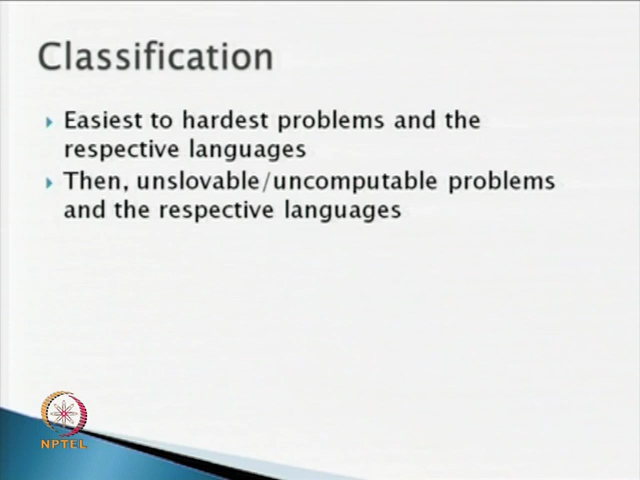 Classification
Easiest to hardest problems and the
respective languages
Then, unslovable/uncomputable problems
and the respective languages
NPTEL